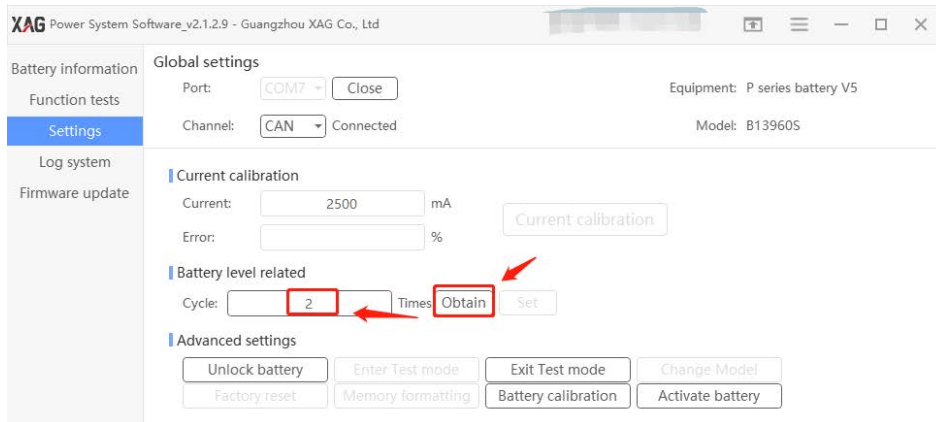 XAG Power System Software_v2.1.2.9 - Guangzhou XAG Co., Ltd
Battery information
Function tests
Settings
Log system
Firmware update
Global settings
Port: COM7 Close Equipment: P series battery V5
Channel: CAN Connected Model: B13960S
Current calibration
Current: 2500 mA Current calibration
Error: %
Battery level related
Cycle: 2 Times Obtain Set
Advanced settings
Unlock battery Enter Test mode Exit Test mode Change Model
Factory reset Memory formatting Battery calibration Activate battery